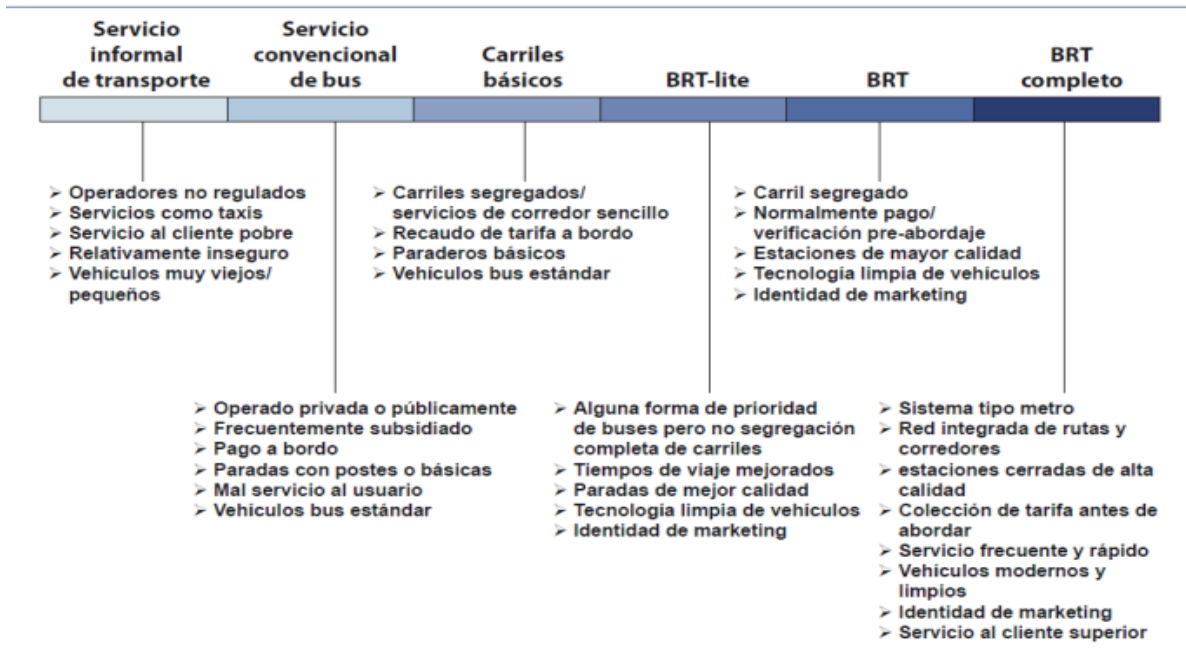 Servicio
informal
de transporte
Servicio
convencional
de bus
Carriles
básicos
BRT-lite
BRT
BRT
completo
➢ Operadores no regulados
➢ Servicios como taxis
➢ Servicio al cliente pobre
➢ Relativamente inseguro
➢ Vehículos muy viejos/
pequeños
➢ Carriles segregados/
servicios de corredor sencillo
➢ Recaudo de tarifa a bordo
➢ Paraderos básicos
➢ Vehículos bus estándar
➢ Carril segregado
➢ Normalmente pago/
verificación pre-abordaje
➢ Estaciones de mayor calidad
➢ Tecnología limpia de vehículos
➢ Identidad de marketing
➢ Operado privada o públicamente
➢ Frecuentemente subsidiado
➢ Pago a bordo
➢ Paradas con postes o básicas
➢ Mal servicio al usuario
➢ Vehículos bus estándar
➢ Alguna forma de prioridad
de buses pero no segregación
completa de carriles
➢ Tiempos de viaje mejorados
➢ Paradas de mejor calidad
➢ Tecnología limpia de vehículos
➢ Identidad de marketing
➢ Sistema tipo metro
➢ Red integrada de rutas y
corredores
➢ estaciones cerradas de alta
calidad
➢ Colección de tarifa antes de
abordar
➢ Servicio frecuente y rápido
➢ Vehículos modernos y
limpios
➢ Identidad de marketing
➢ Servicio al cliente superior